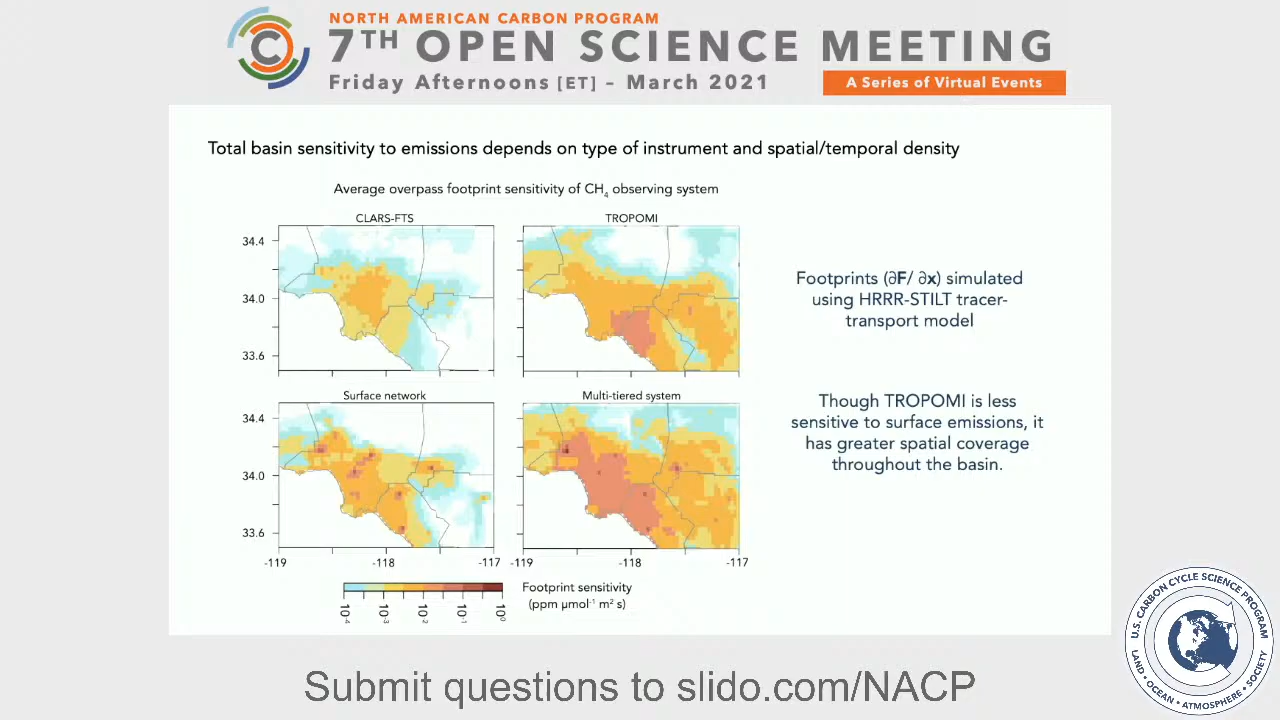 NORTH AMERICAN CARBON PROGRAM
7TH OPEN SCIENCE MEETING
Friday Afternoons [ET] – March 2021
A Series of Virtual Events
Total basin sensitivity to emissions depends on type of instrument and spatial/temporal density
Average overpass footprint sensitivity of CH4 observing system
CLARS-FTS
TROPOMI
34.4
34.0
33.6
Surface network
Multi-tiered system
34.4
34.0
33.6
-119 -118 -117
-119 -118 -117
10-4 10-3 10-2 10-1 100
Footprint sensitivity
(ppm μmol-1 m2 s)
Footprints (∂F/ ∂x) simulated
using HRRR-STILT tracer-
transport model
Though TROPOMI is less
sensitive to surface emissions, it
has greater spatial coverage
throughout the basin.
U.S. CARBON CYCLE SCIENCE PROGRAM
LAND • OCEAN • ATMOSPHERE • SOCIETY
Submit questions to slido.com/NACP